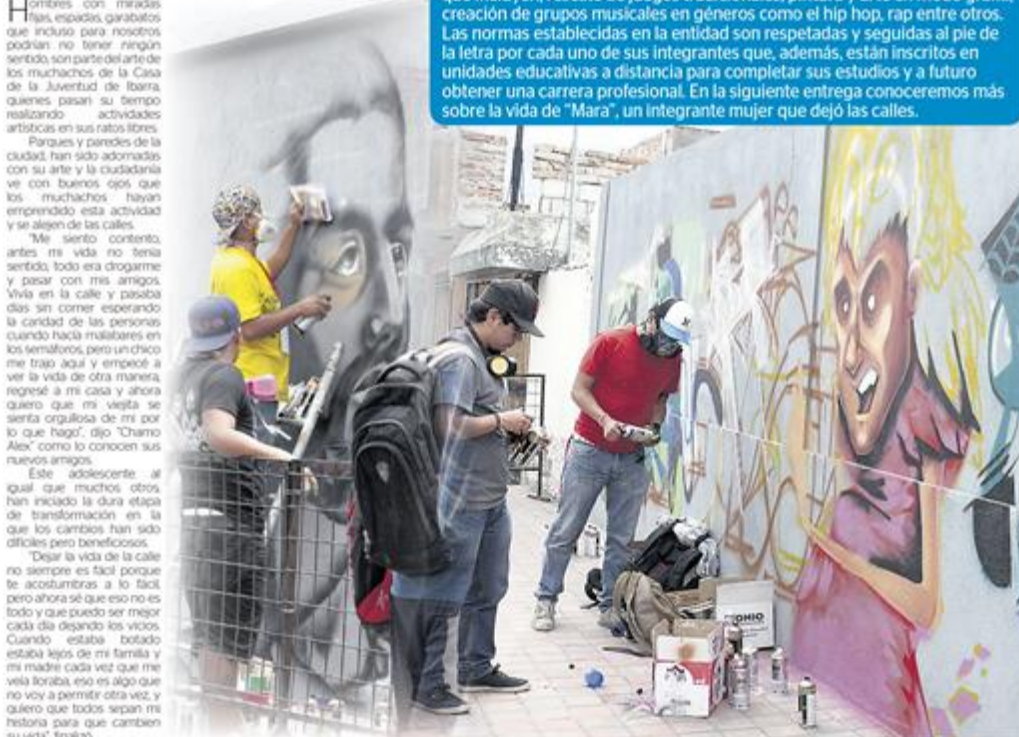 Hombres con miradas
fijas, espadas, garabatos
que incluso para nosotros
podrían no tener ningún
sentido, son parte del arte de
los muchachos de la Casa
de la Juventud de Ibarra,
quienes pasan su tiempo
realizando actividades
artísticas en sus ratos libres.
Parques y paredes de la
ciudad, han sido adornadas
con su arte y la ciudadanía
ve con buenos ojos que
los muchachos hayan
emprendido esta actividad
y se alejen de las calles.
"Me siento contento,
antes mi vida no tenía
sentido, todo era drogarme
y pasar con mis amigos.
Vivía en la calle y pasaba
días sin comer esperando
la caridad de las personas
cuando hacía malabares en
los semáforos, pero un chico
me trajo aquí y empecé a
ver la vida de otra manera,
regresé a mi casa y ahora
quiero que mi viejita se
sienta orgullosa de mi por
lo que hago", dijo "Chamo
Alex" como lo conocen sus
nuevos amigos.
Este adolescente al
igual que muchos otros,
han iniciado la dura etapa
de transformación en la
que los cambios han sido
difíciles pero beneficiosos.
"Dejar la vida de la calle
no siempre es fácil porque
te acostumbras a lo fácil,
pero ahora sé que eso no es
todo y que puedo ser mejor
cada día dejando los vicios.
Cuando estaba botado
estaba lejos de mi familia y
mi madre cada vez que me
veía lloraba, eso es algo que
no voy a permitir otra vez, y
quiero que todos sepan mi
historia para que cambien
su vida", finalizó.
creación de grupos musicales en géneros como el hip hop, rap entre otros.
Las normas establecidas en la entidad son respetadas y seguidas al pie de
la letra por cada uno de sus integrantes que, además, están inscritos en
unidades educativas a distancia para completar sus estudios y a futuro
obtener una carrera profesional. En la siguiente entrega conoceremos más
sobre la vida de "Mara", un integrante mujer que dejó las calles.